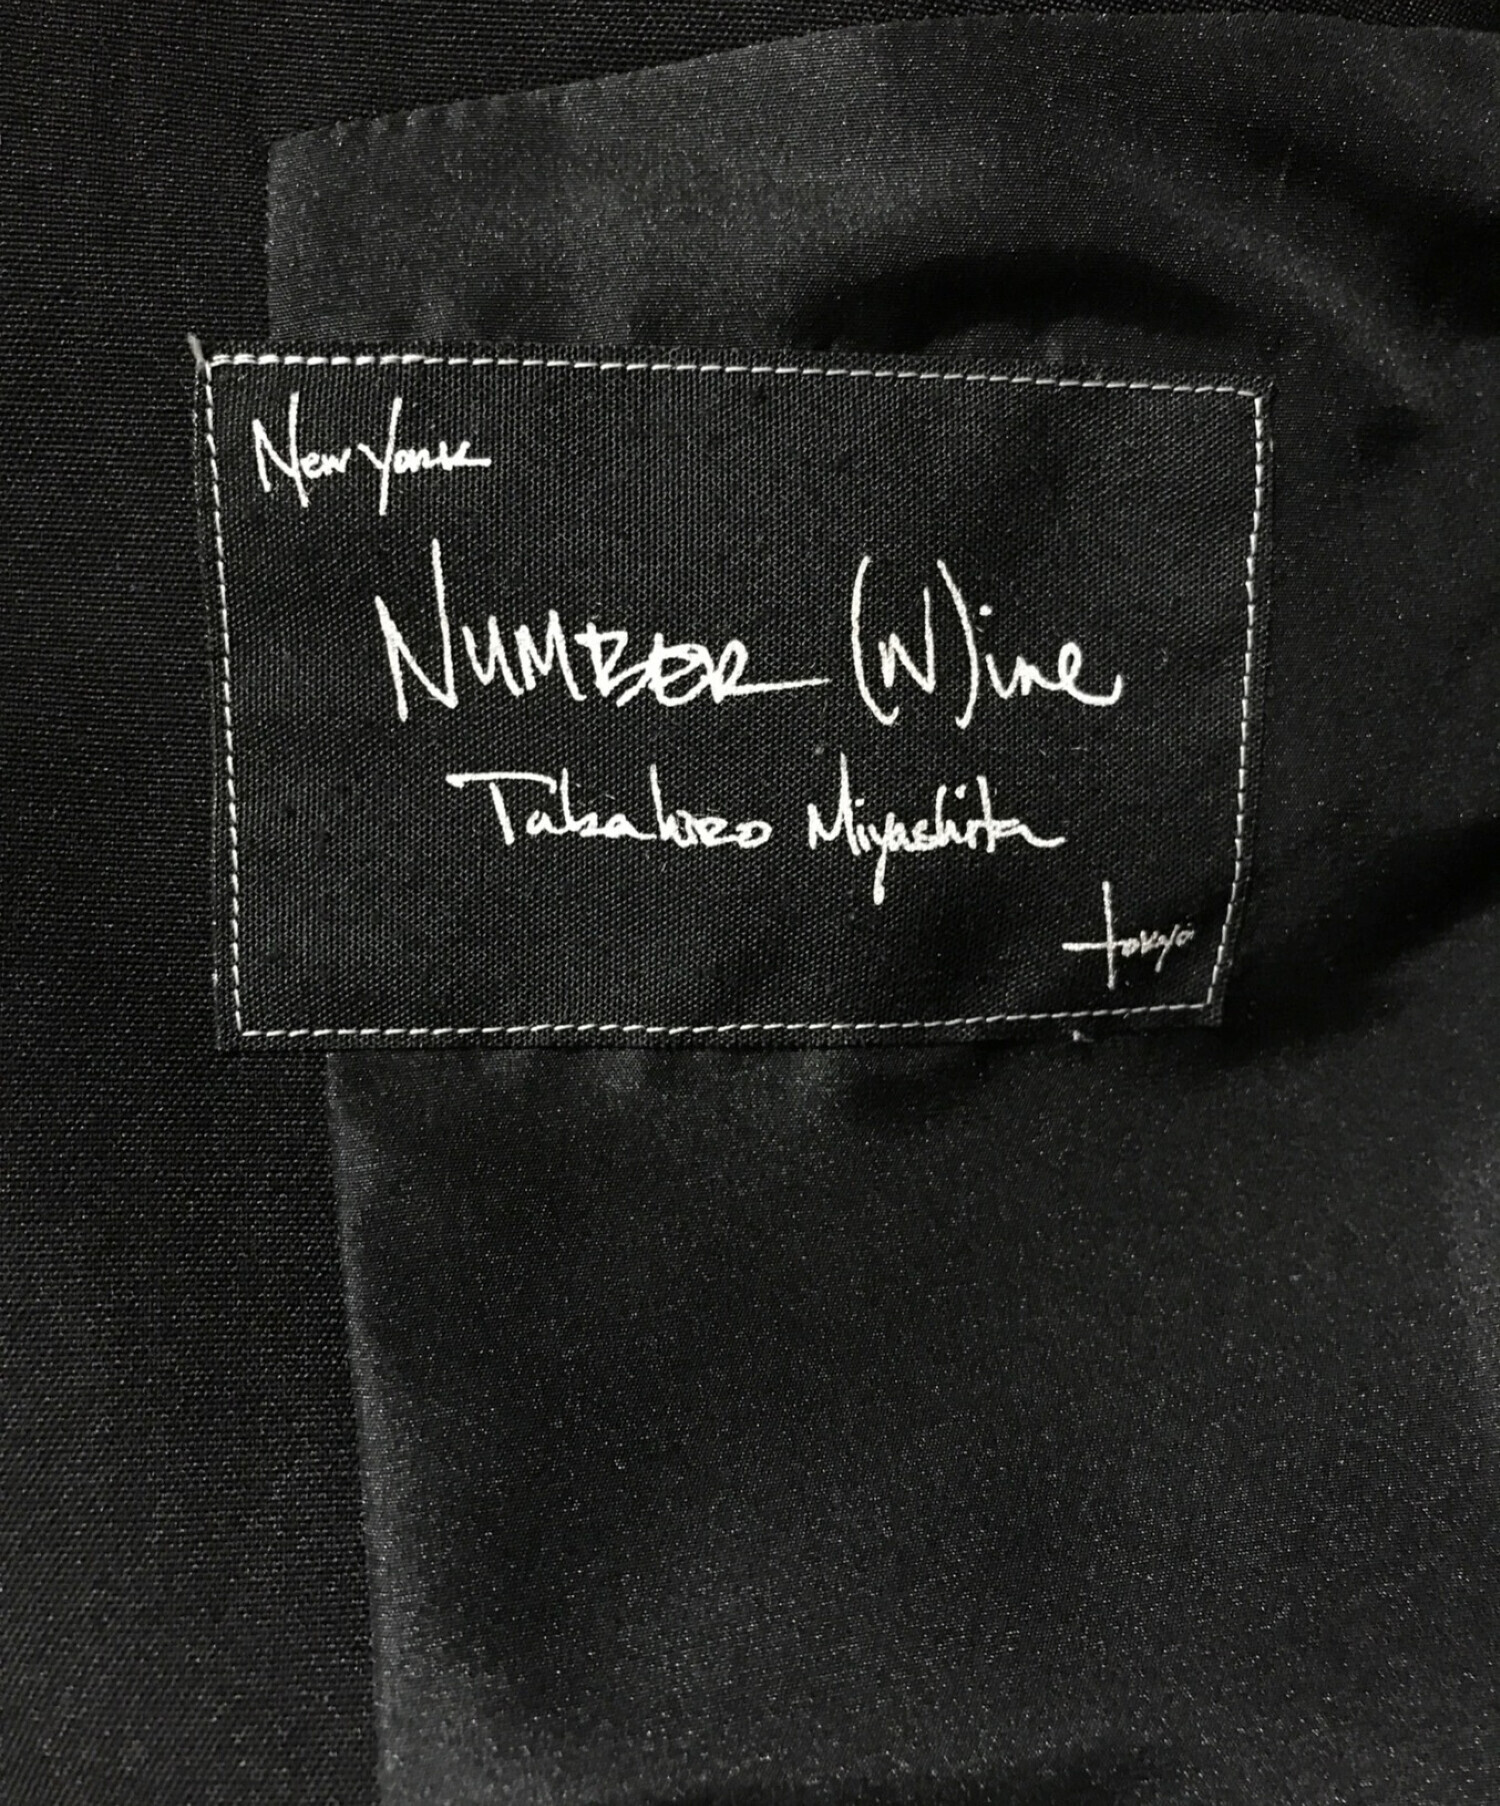 New York
NUMBER (N)ine
Takahiro Miyashita
tokyo